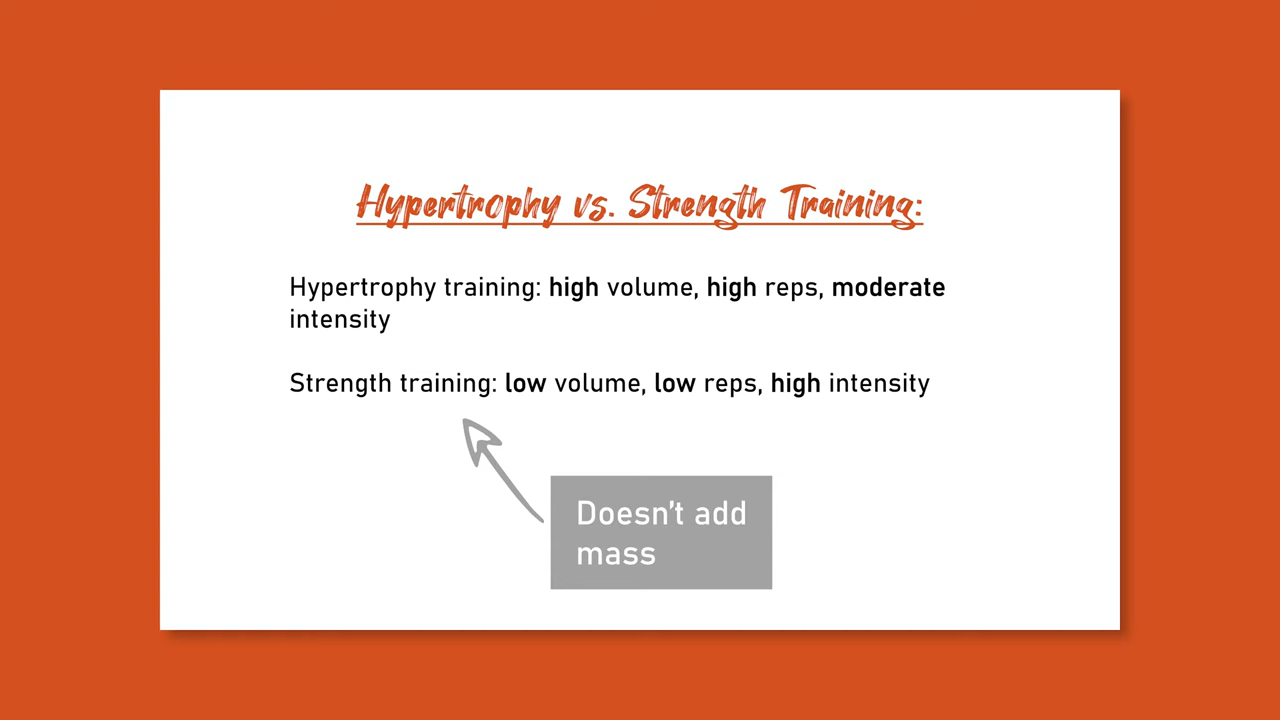 Hypertrophy vs. Strength Training:
Hypertrophy training: high volume, high reps, moderate
intensity
Strength training: low volume, low reps, high intensity
Doesn't add
mass